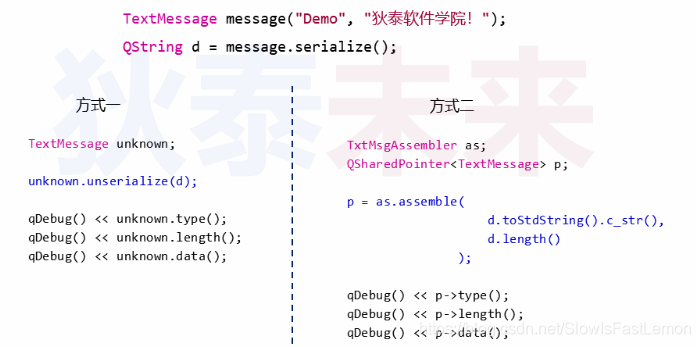 TextMessage message("Demo", "狄泰软件学院！");
QString d = message.serialize();
狄泰未来
方式一
TextMessage unknown;
unknown.unserialize(d);
qDebug() << unknown.type();
qDebug() << unknown.length();
qDebug() << unknown.data();
方式二
TxtMsgAssembler as;
QSharedPointer<TextMessage> p;
p = as.assemble(
d.toStdString().c_str(),
d.length()
);
qDebug() << p->type();
qDebug() << p->length();
qDebug() << p->data();
https://blog.csdn.net/SlowIsFastLemon